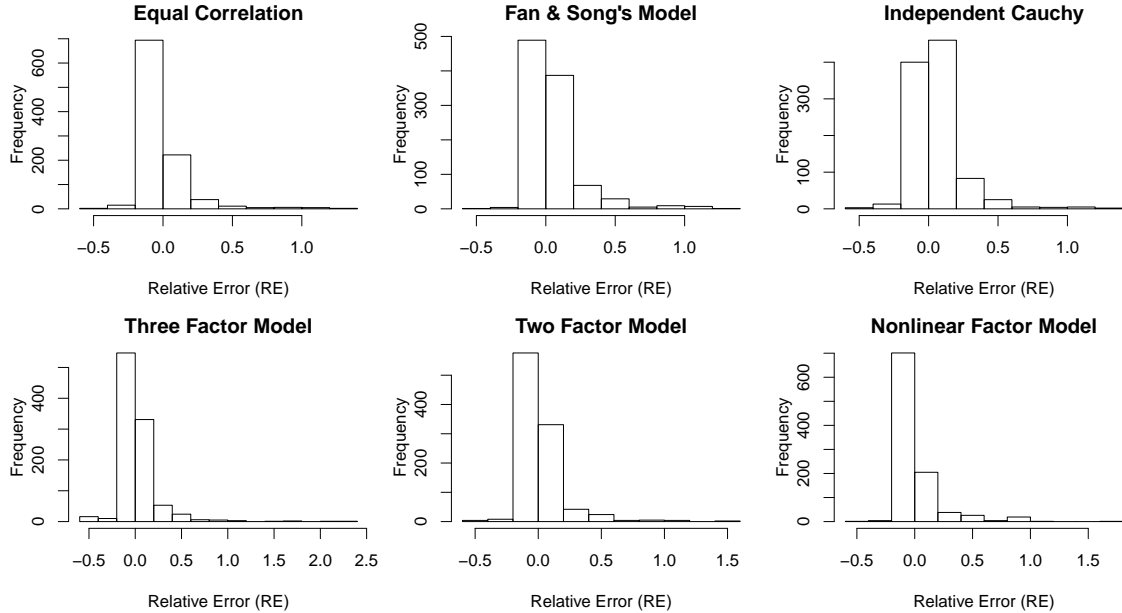 Equal Correlation
Frequency
0 200 400 600
−0.5 0.0 0.5 1.0
Relative Error (RE)
Fan & Song's Model
Frequency
0 100 200 300 400 500
−0.5 0.0 0.5 1.0
Relative Error (RE)
Independent Cauchy
Frequency
0 100 300
−0.5 0.0 0.5 1.0
Relative Error (RE)
Three Factor Model
Frequency
0 200 400
−0.5 0.0 0.5 1.0 1.5 2.0 2.5
Relative Error (RE)
Two Factor Model
Frequency
0 200 400
−0.5 0.0 0.5 1.0 1.5
Relative Error (RE)
Nonlinear Factor Model
Frequency
0 200 400 600
−0.5 0.0 0.5 1.0 1.5
Relative Error (RE)